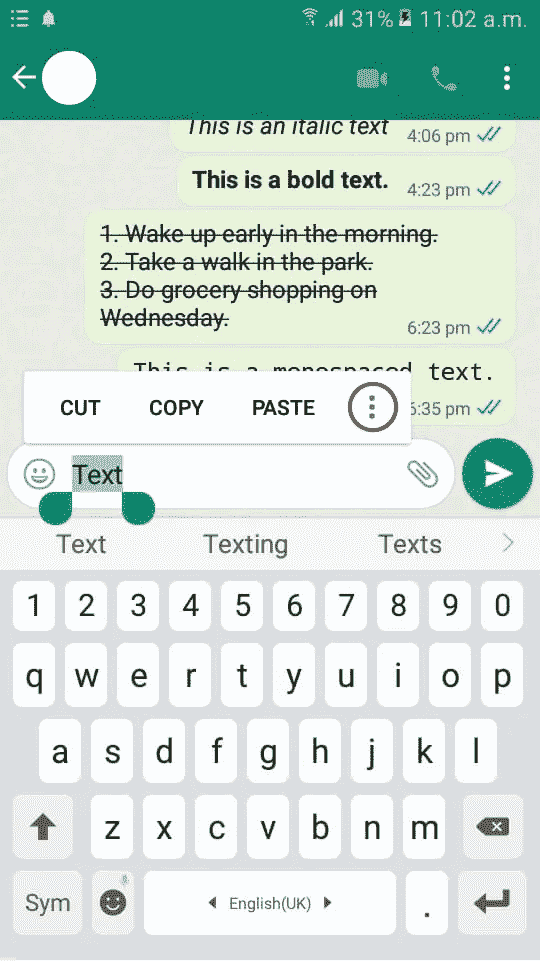 31% 11:02 a.m.
This is an italic text 4:06 pm
This is a bold text. 4:23 pm
1. Wake up early in the morning.
2. Take a walk in the park.
3. Do grocery shopping on
Wednesday. 6:23 pm
This is a monospaced text.
CUT COPY PASTE 6:35 pm
Text
Text Texting Texts
1 2 3 4 5 6 7 8 9 0
q w e r t y u i o p
a s d f g h j k l
z x c v b n m
Sym English(UK) .